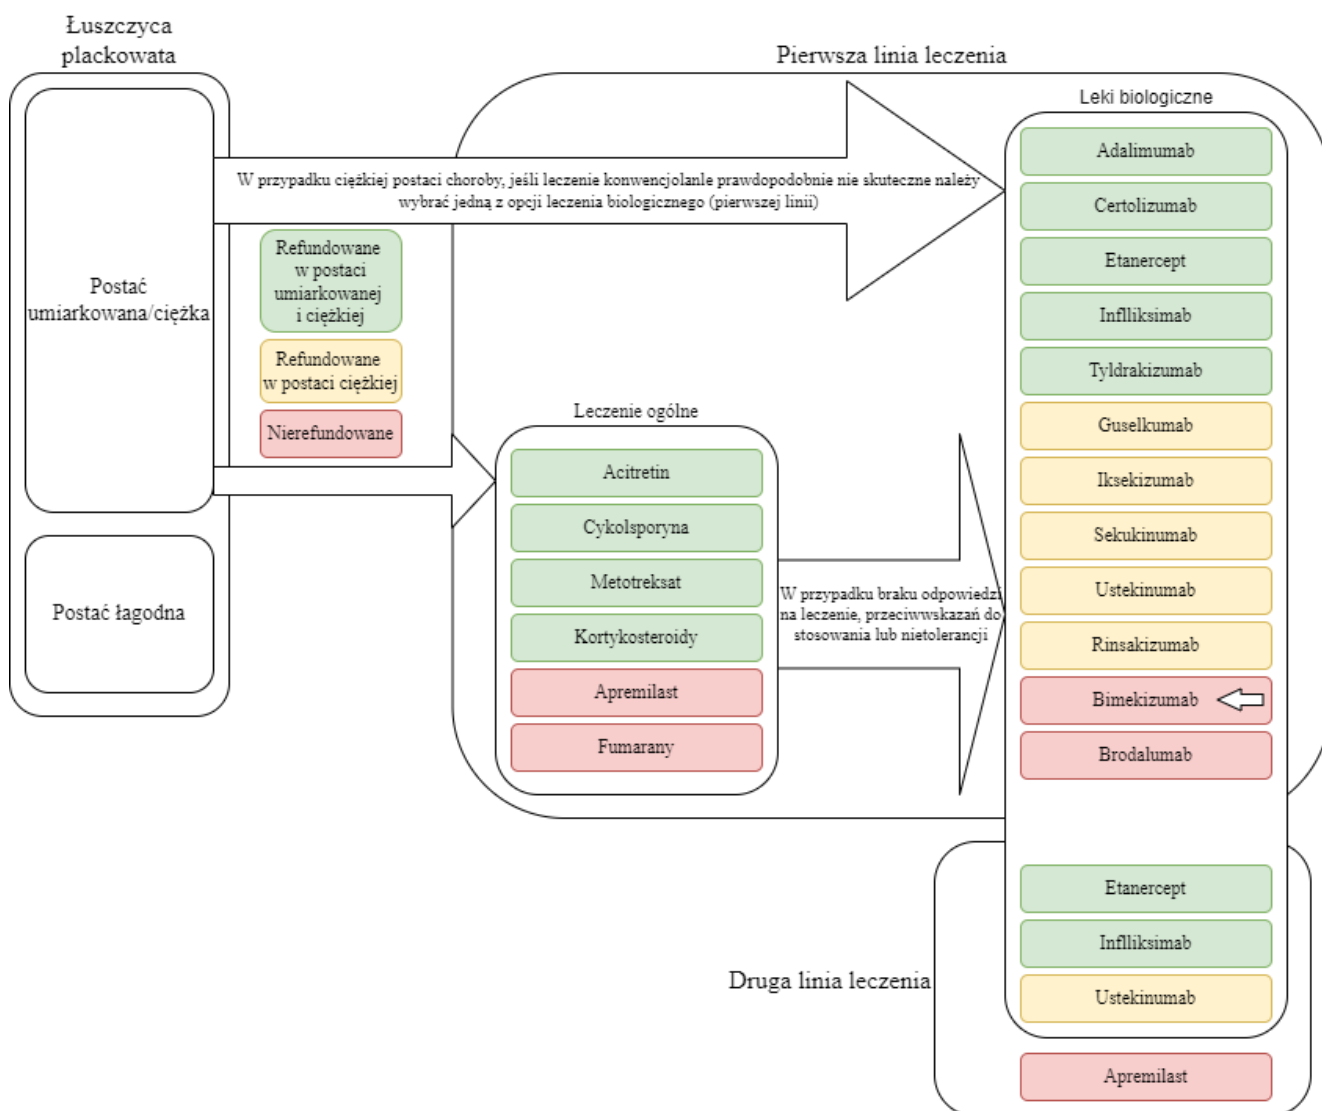 Łuszczyca
plackowata
Pierwsza linia leczenia
Leki biologiczne
W przypadku ciężkiej postaci choroby, jeśli leczenie konwencjolanle prawdopodobnie nie skuteczne należy
wybrać jedną z opcji leczenia biologicznego (pierwszej linii)
Postać
umiarkowana/ciężka
Refundowane
w postaci
umiarkowanej
i ciężkiej
Refundowane
w postaci ciężkiej
Nierefundowane
Postać łagodna
Leczenie ogólne
Acitretin
Cykolsporyna
Metotreksat
Kortykosteroidy
Apremilast
Fumarany
W przypadku braku odpowiedzi
na leczenie, przeciwwskazań do
stosowania lub nietolerancji
Adalimumab
Certolizumab
Etanercept
Inflliksimab
Tyldrakizumab
Guselkumab
Iksekizumab
Sekukinumab
Ustekinumab
Rinsakizumab
Bimekizumab
Brodalumab
Druga linia leczenia
Etanercept
Inflliksimab
Ustekinumab
Apremilast